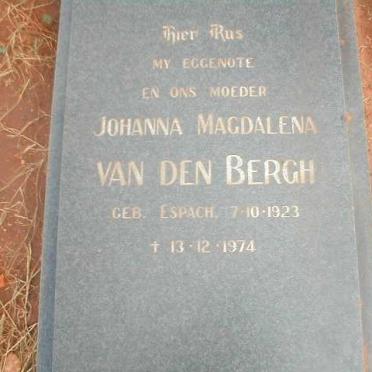 Hier Rus
MY EGGENOTE
EN ONS MOEDER
JOHANNA MAGDALENA
VAN DEN BERGH
GEB. ESPACH, 7·10·1923
† 13·12·1974